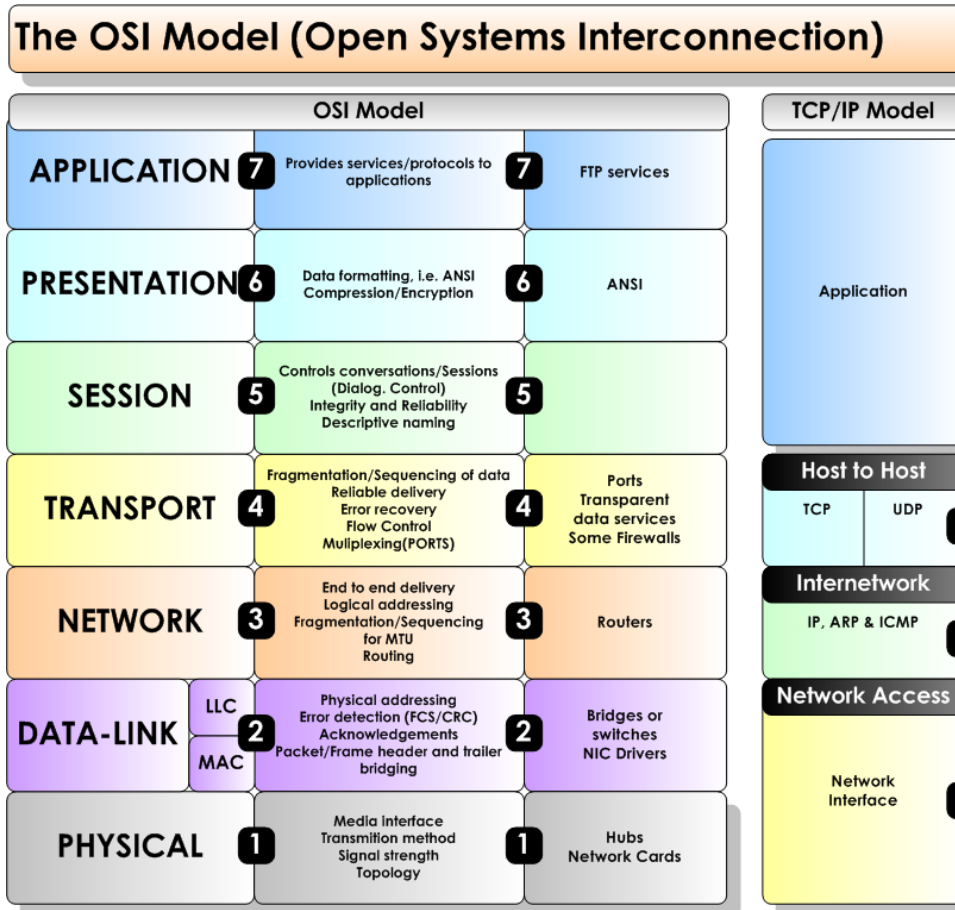 The OSI Model (Open Systems Interconnection)
OSI Model
APPLICATION
7
Provides services/protocols to
applications
7
FTP services
PRESENTATION
6
Data formatting, i.e. ANSI
Compression/Encryption
6
ANSI
SESSION
5
Controls conversations/Sessions
(Dialog. Control)
Integrity and Reliability
Descriptive naming
5
TRANSPORT
4
Fragmentation/Sequencing of data
Reliable delivery
Error recovery
Flow Control
Muliplexing(PORTS)
4
Ports
Transparent
data services
Some Firewalls
NETWORK
3
End to end delivery
Logical addressing
Fragmentation/Sequencing
for MTU
Routing
3
Routers
DATA-LINK
LLC
MAC
2
Physical addressing
Error detection (FCS/CRC)
Acknowledgements
Packet/Frame header and trailer
bridging
2
Bridges or
switches
NIC Drivers
PHYSICAL
1
Media interface
Transmition method
Signal strength
Topology
1
Hubs
Network Cards
TCP/IP Model
Application
Host to Host
TCP
UDP
Internetwork
IP, ARP & ICMP
Network Access
Network
Interface